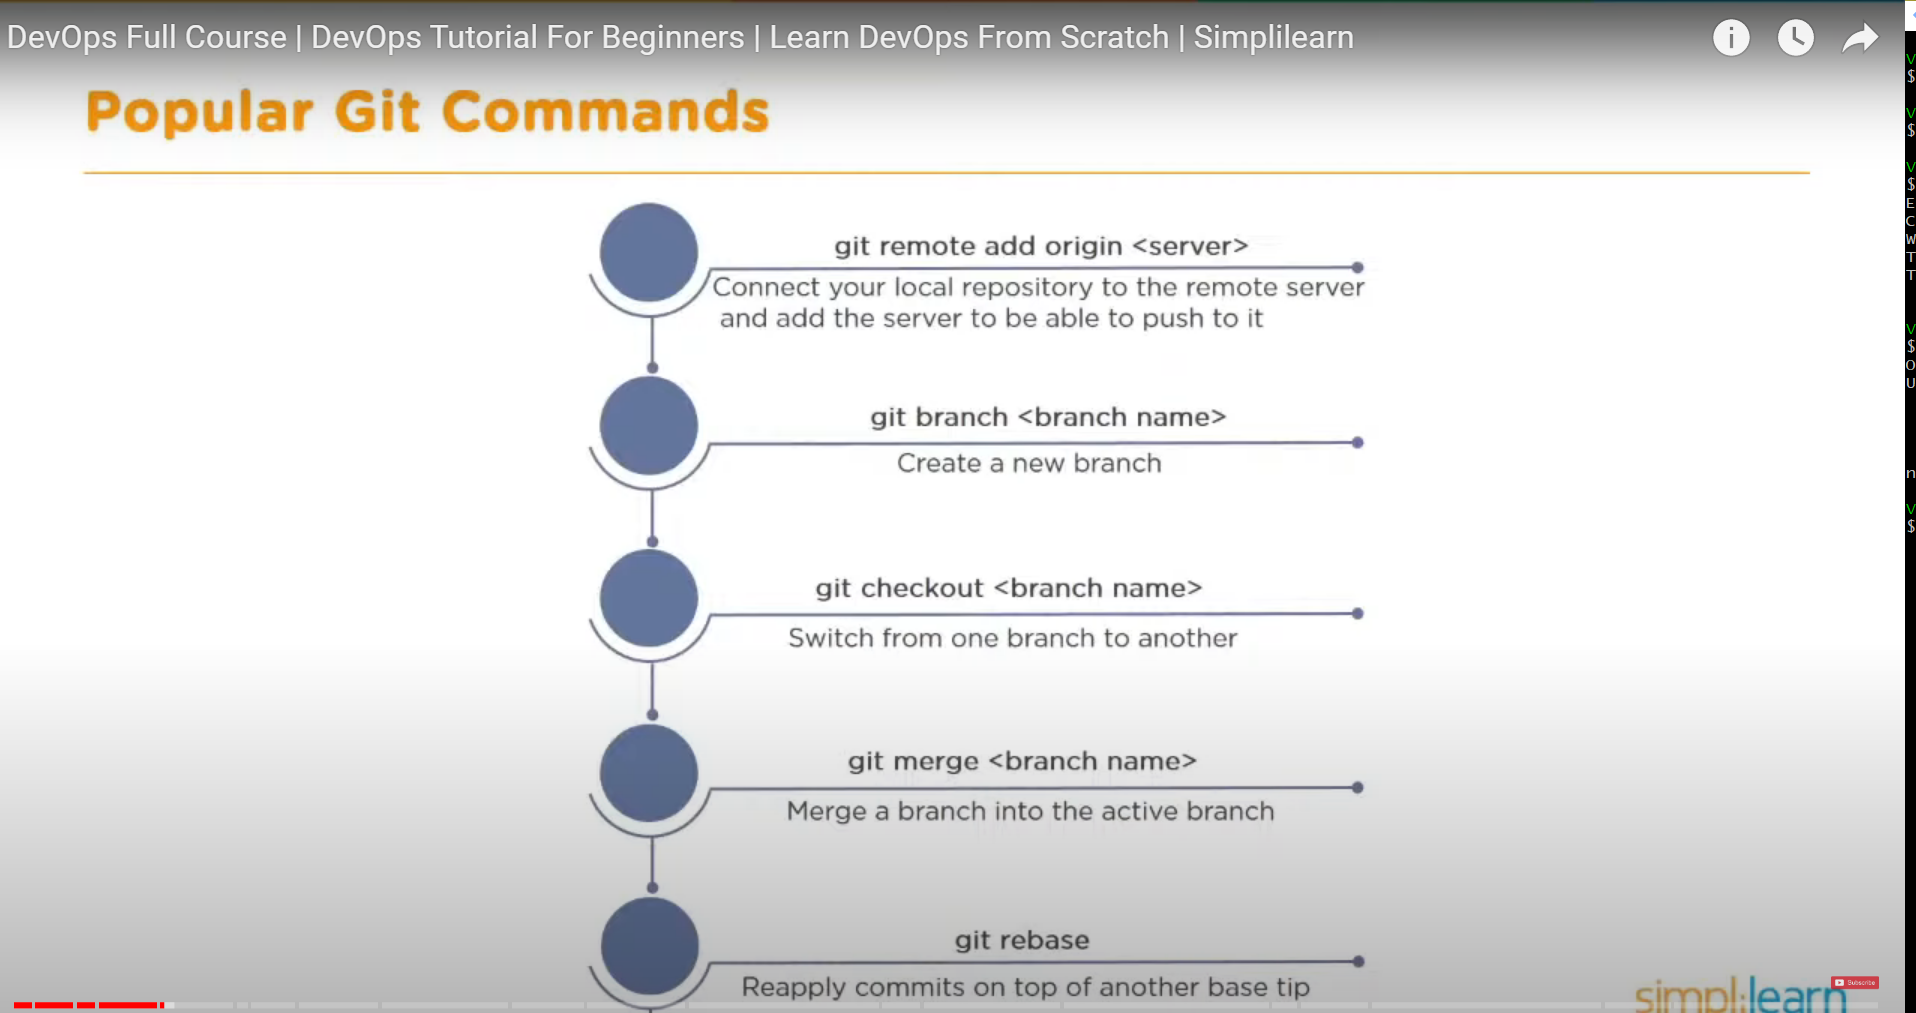 DevOps Full Course | DevOps Tutorial For Beginners | Learn DevOps From Scratch | Simplilearn
Popular Git Commands
git remote add origin <server>
Connect your local repository to the remote server
and add the server to be able to push to it
git branch <branch name>
Create a new branch
git checkout <branch name>
Switch from one branch to another
git merge <branch name>
Merge a branch into the active branch
git rebase
Reapply commits on top of another base tip
Subscribe
simplilearn
V
$
V
$
V
$
E
C
W
T
T
V
$
O
U
n
V
$